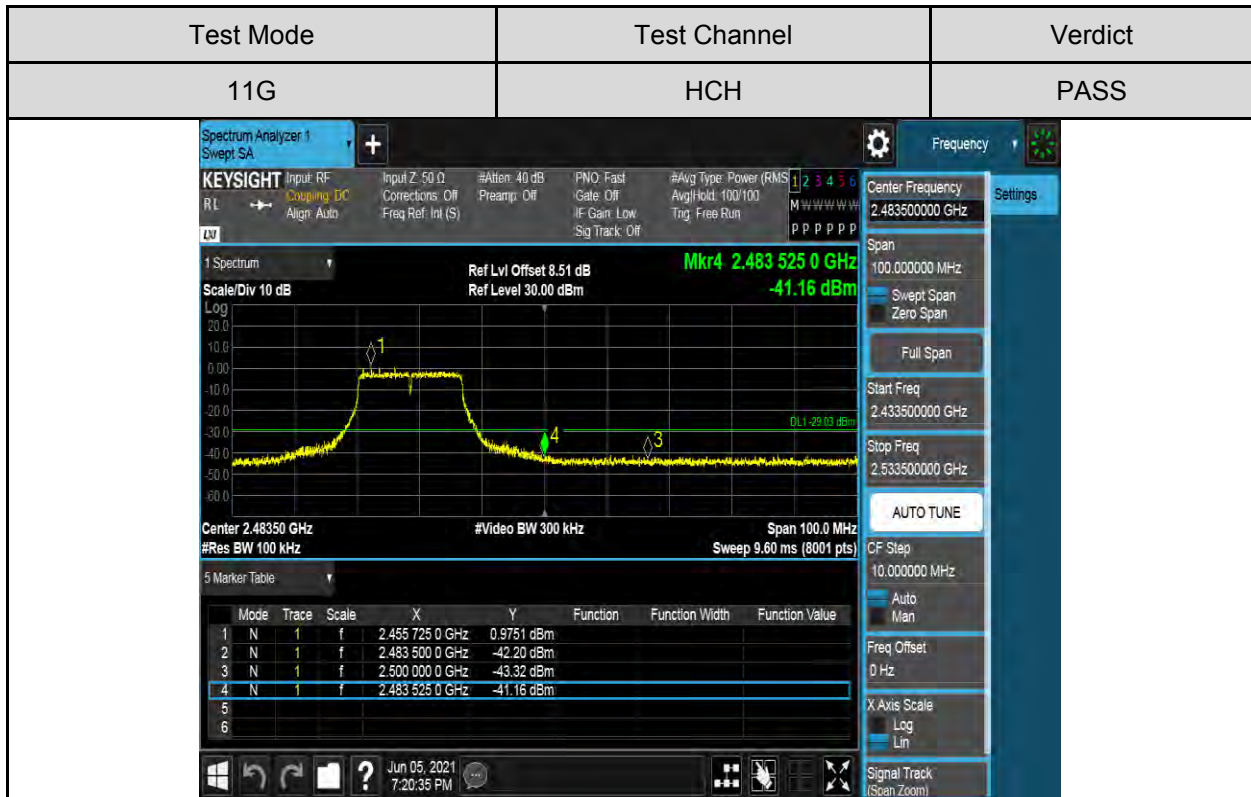 Test Mode Test Channel Verdict
11G HCH PASS
Spectrum Analyzer 1
Swept SA
+
Frequency
KEYSIGHT Input: RF Input Z: 50 Ω #Atten: 40 dB PNO: Fast #Avg Type: Power (RMS 1 2 3 4 5 6
RL Coupling: DC Corrections: Off Preamp: Off Gate: Off Avg|Hold: 100/100 M W W W W W
Align: Auto Freq Ref: Int (S) IF Gain: Low Trig: Free Run
LXI Sig Track: Off P P P P P P
1 Spectrum
Ref Lvl Offset 8.51 dB
Mkr4 2.483 525 0 GHz
Scale/Div 10 dB Ref Level 30.00 dBm -41.16 dBm
Log
20.0
10.0
0.00
-10.0
-20.0
-30.0
-40.0
-50.0
-60.0
1
DL1 -29.03 dBm
4
3
Center 2.48350 GHz #Video BW 300 kHz Span 100.0 MHz
#Res BW 100 kHz Sweep 9.60 ms (8001 pts)
5 Marker Table
Mode Trace Scale X Y Function Function Width Function Value
1 N 1 f 2.455 725 0 GHz 0.9751 dBm
2 N 1 f 2.483 500 0 GHz -42.20 dBm
3 N 1 f 2.500 000 0 GHz -43.32 dBm
4 N 1 f 2.483 525 0 GHz -41.16 dBm
5
6
?
Jun 05, 2021
7:20:35 PM
Center Frequency
2.483500000 GHz
Settings
Span
100.000000 MHz
Swept Span
Zero Span
Full Span
Start Freq
2.433500000 GHz
Stop Freq
2.533500000 GHz
AUTO TUNE
CF Step
10.000000 MHz
Auto
Man
Freq Offset
0 Hz
X Axis Scale
Log
Lin
Signal Track
(Span Zoom)